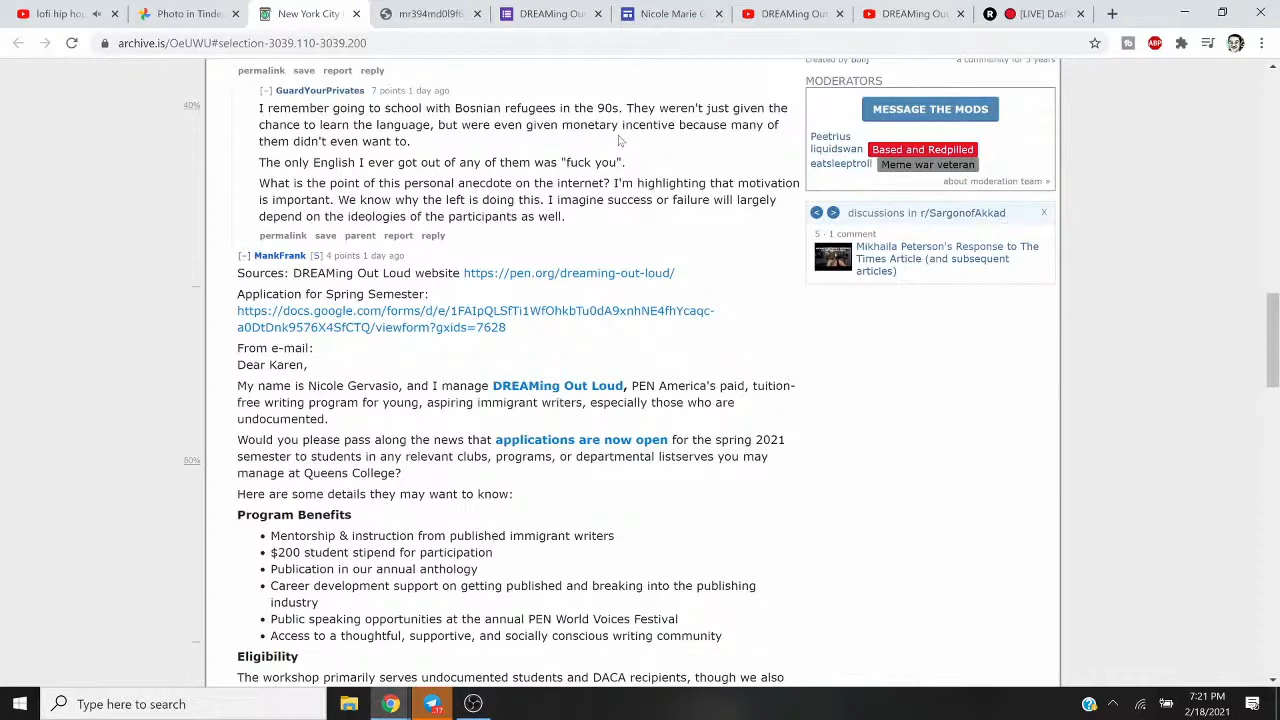 lofi hip hop
Photo in Tinde
New York City
mr394md0l9f6
DREAMing Out
Nicole Marie G
DREAMing Ou
DREAMing Ou
[LIVE] Dash
archive.is/OeUWU#selection-3039.110-3039.200
permalink save report reply
[–] GuardYourPrivates 7 points 1 day ago
40%
I remember going to school with Bosnian refugees in the 90s. They weren't just given the
chance to learn the language, but were even given monetary incentive because many of
them didn't even want to.
The only English I ever got out of any of them was "fuck you".
What is the point of this personal anecdote on the internet? I'm highlighting that motivation
is important. We know why the left is doing this. I imagine success or failure will largely
depend on the ideologies of the participants as well.
permalink save parent report reply
[–] MankFrank [S] 4 points 1 day ago
Sources: DREAMing Out Loud website https://pen.org/dreaming-out-loud/
Application for Spring Semester:
https://docs.google.com/forms/d/e/1FAIpQLSfTi1WfOhkbTu0dA9xnhNE4fhYcaqc-
a0DtDnk9576X4SfCTQ/viewform?gxids=7628
From e-mail:
Dear Karen,
My name is Nicole Gervasio, and I manage DREAMing Out Loud, PEN America's paid, tuition-
free writing program for young, aspiring immigrant writers, especially those who are
undocumented.
Would you please pass along the news that applications are now open for the spring 2021
60%
semester to students in any relevant clubs, programs, or departmental listserves you may
manage at Queens College?
Here are some details they may want to know:
Program Benefits
• Mentorship & instruction from published immigrant writers
• $200 student stipend for participation
• Publication in our annual anthology
• Career development support on getting published and breaking into the publishing
industry
• Public speaking opportunities at the annual PEN World Voices Festival
• Access to a thoughtful, supportive, and socially conscious writing community
Eligibility
The workshop primarily serves undocumented students and DACA recipients, though we also
created by Bonj
a community for 5 years
MODERATORS
MESSAGE THE MODS
Peetrius
liquidswan Based and Redpilled
eatsleeptroll Meme war veteran
about moderation team »
< > discussions in r/SargonofAkkad X
5 · 1 comment
Mikhaila Peterson's Response to The
Times Article (and subsequent
articles)
Type here to search
17
7:21 PM
2/18/2021